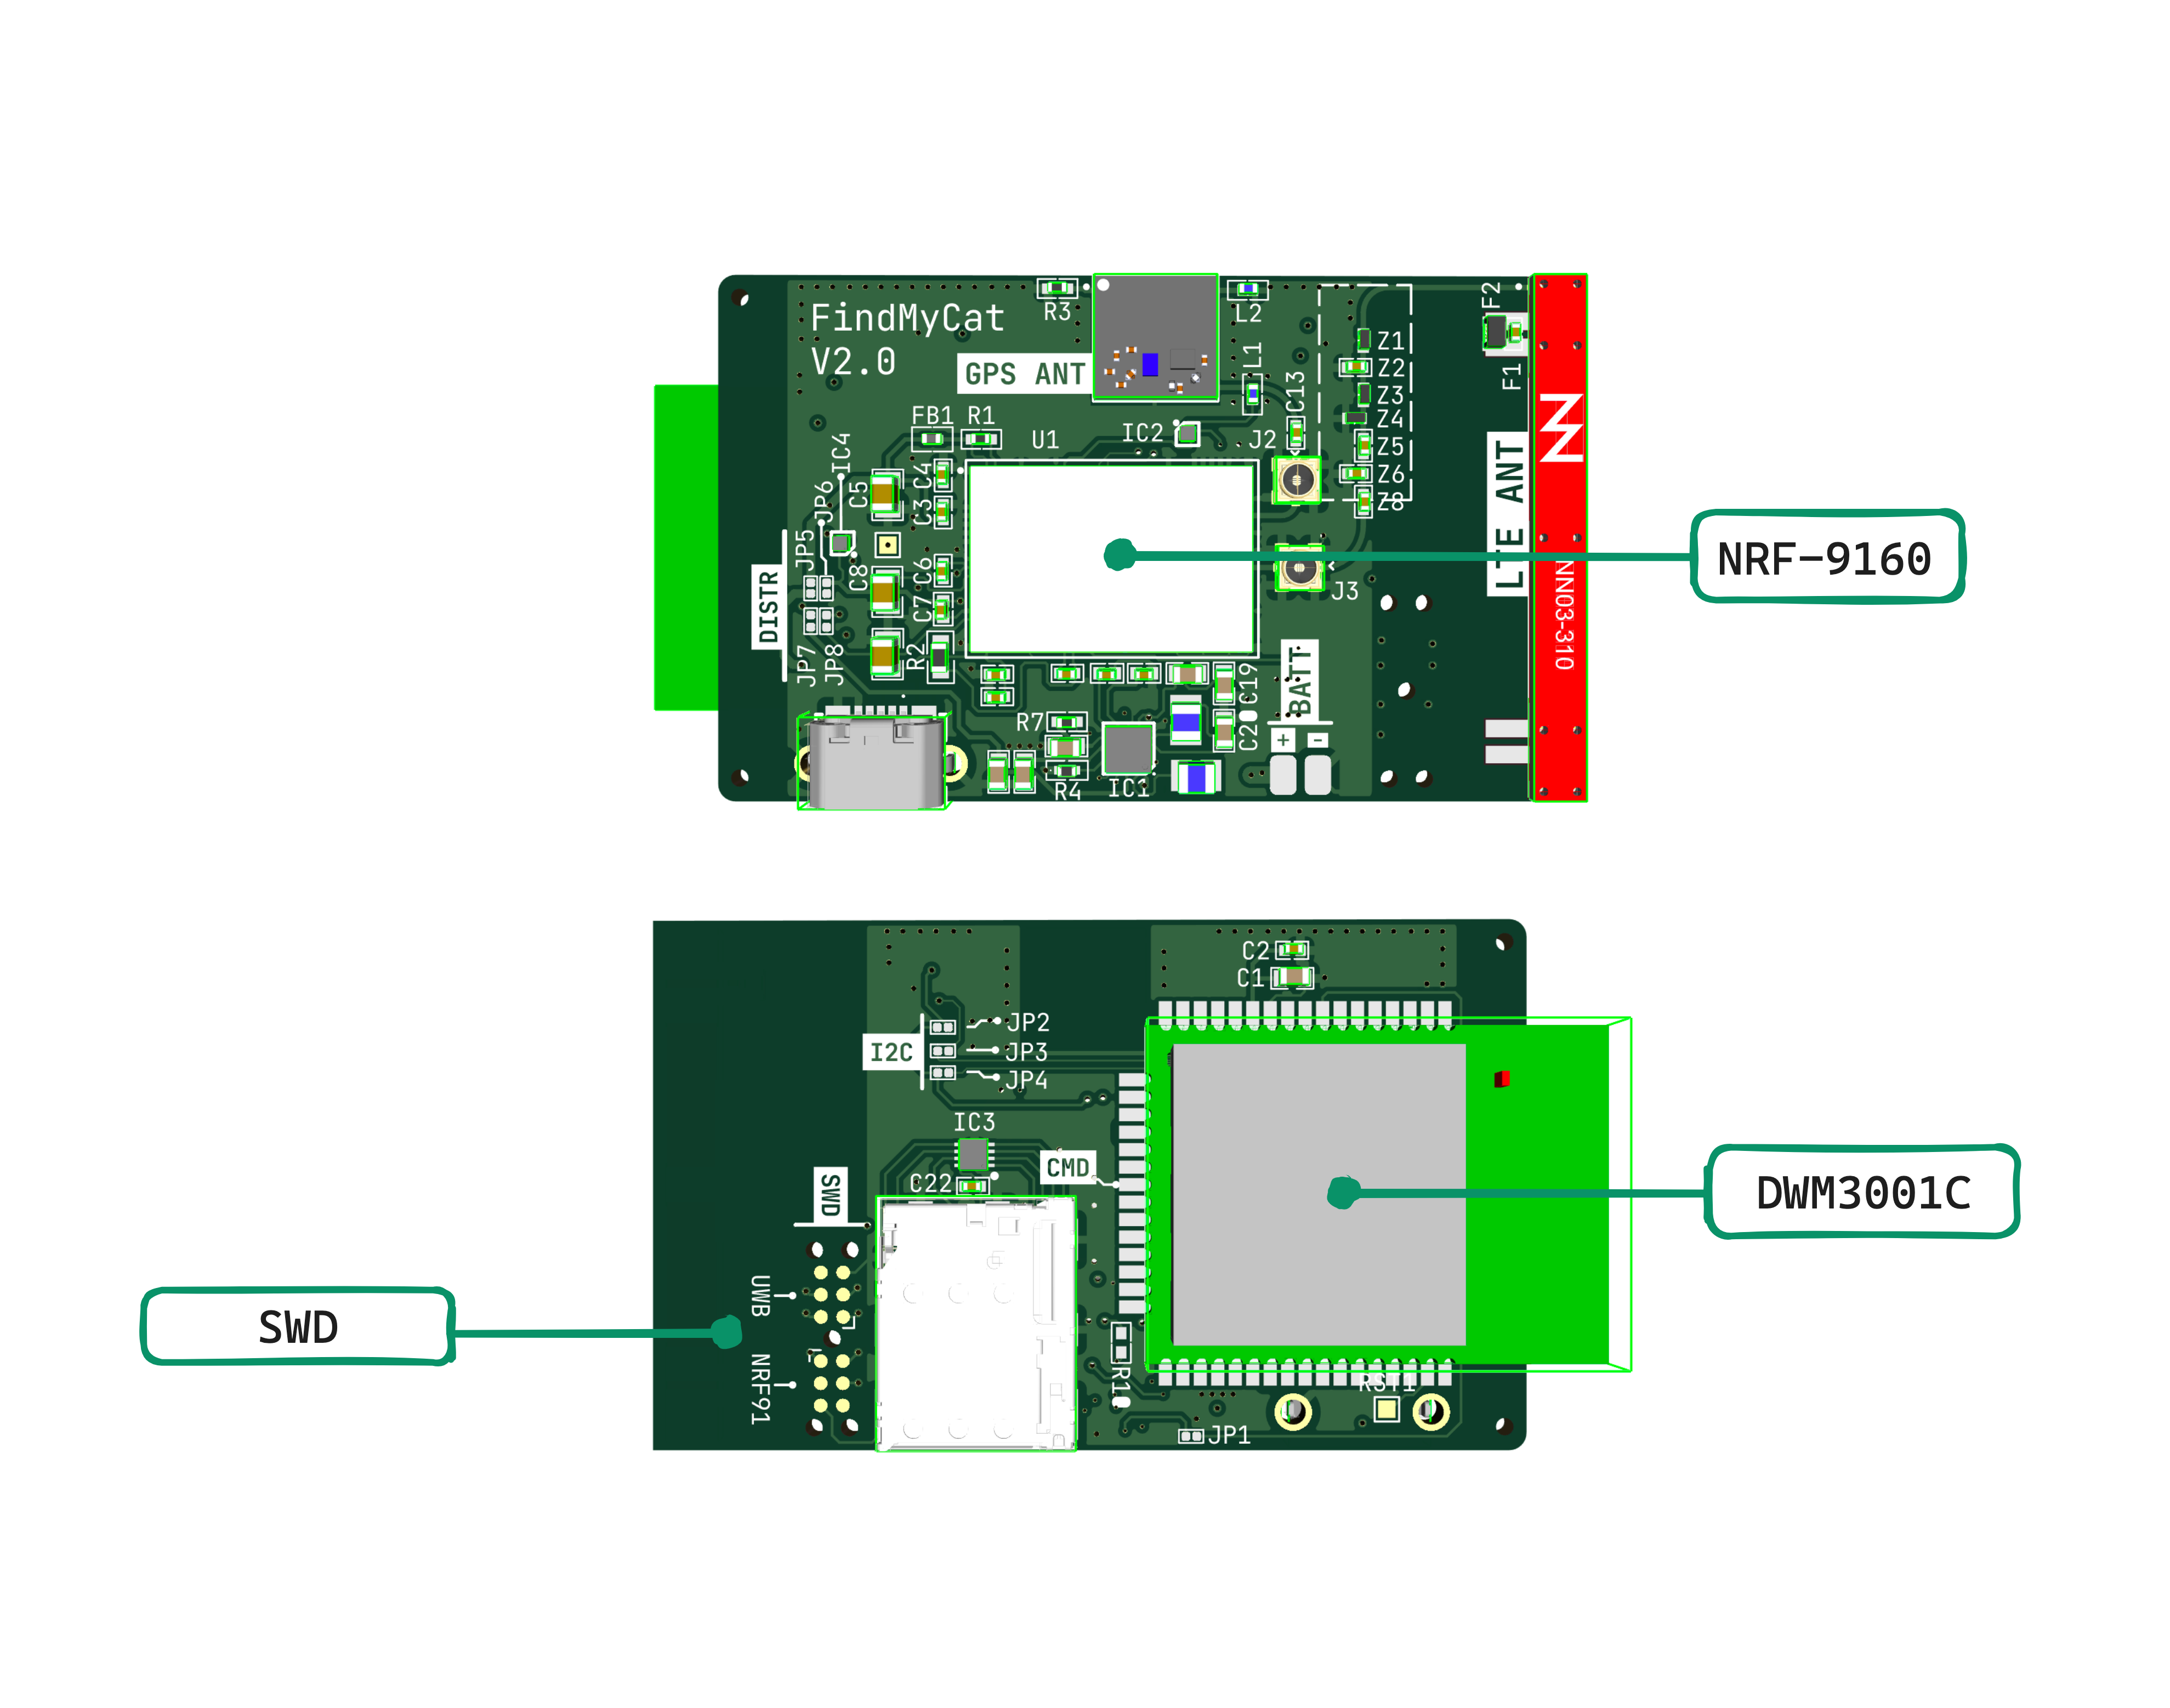 FindMyCat
V2.0
R3
L2
GPS ANT
L1
C13
F2
F1
Z1
Z2
Z3
Z4
Z5
Z6
Z8
FB1
R1
U1
IC2
J2
IC4
JP6
C5
C4
C3
JP5
C8
C6
C7
DISTR
JP7
JP8
R2
LTE ANT
NN03-310
J3
NRF-9160
BATT
+
-
C19
C20
R7
R4
IC1
C2
C1
I2C
JP2
JP3
JP4
IC3
CMD
C22
SWD
UWB
NRF91
R10
RST1
JP1
DWM3001C
SWD